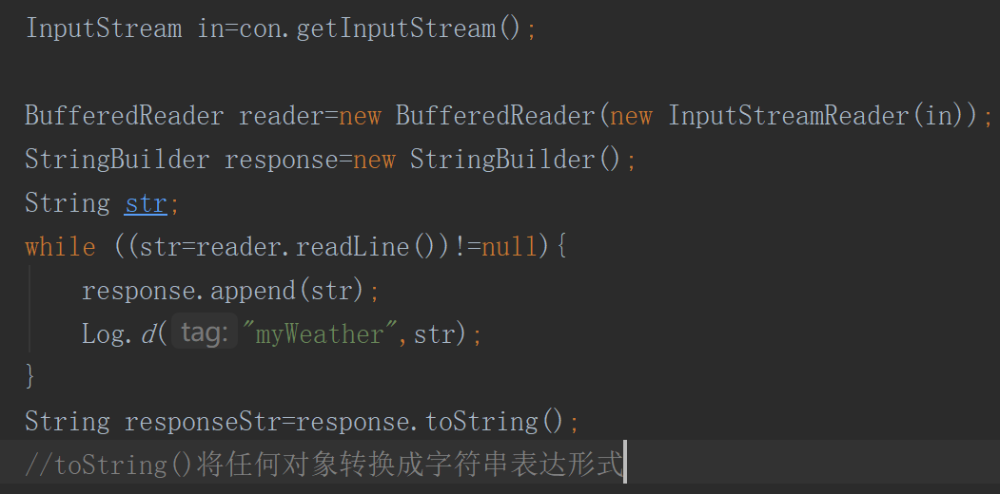 InputStream in=con.getInputStream();
BufferedReader reader=new BufferedReader(new InputStreamReader(in));
StringBuilder response=new StringBuilder();
String str;
while ((str=reader.readLine())!=null){
response.append(str);
Log.d( tag: "myWeather",str);
}
String responseStr=response.toString();
//toString()将任何对象转换成字符串表达形式